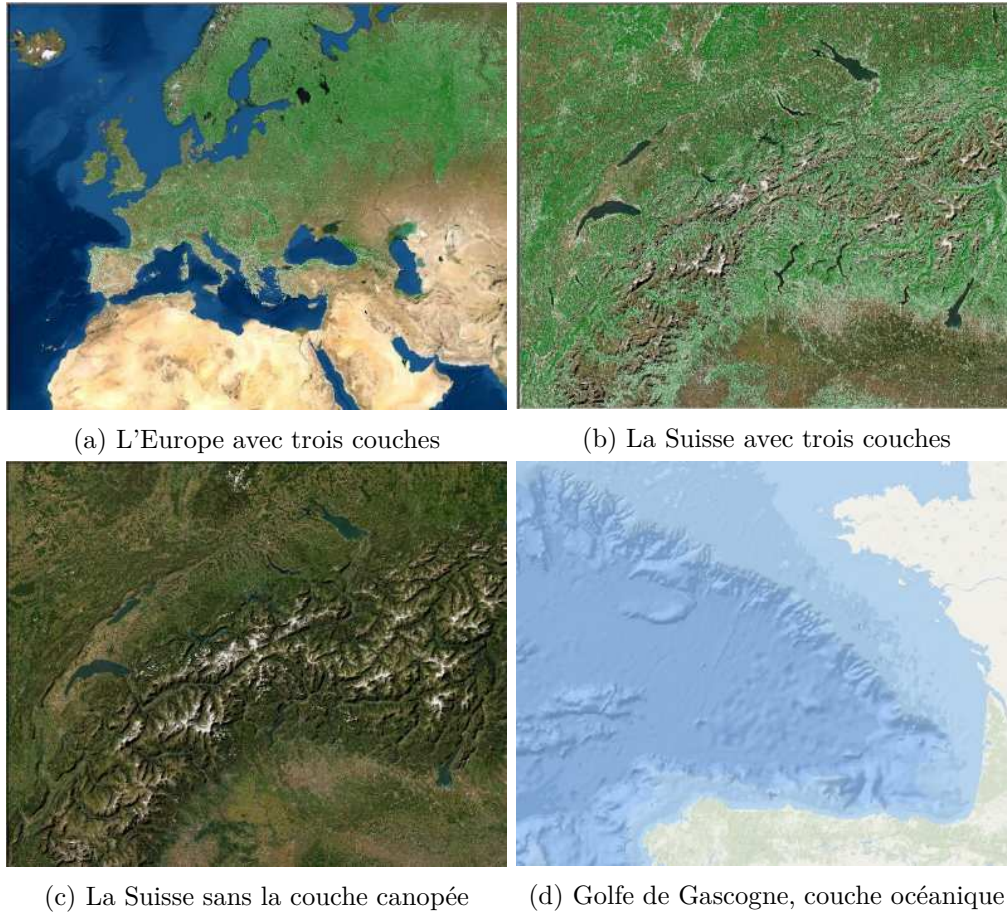 (a) L'Europe avec trois couches
(b) La Suisse avec trois couches
(c) La Suisse sans la couche canopée
(d) Golfe de Gascogne, couche océanique